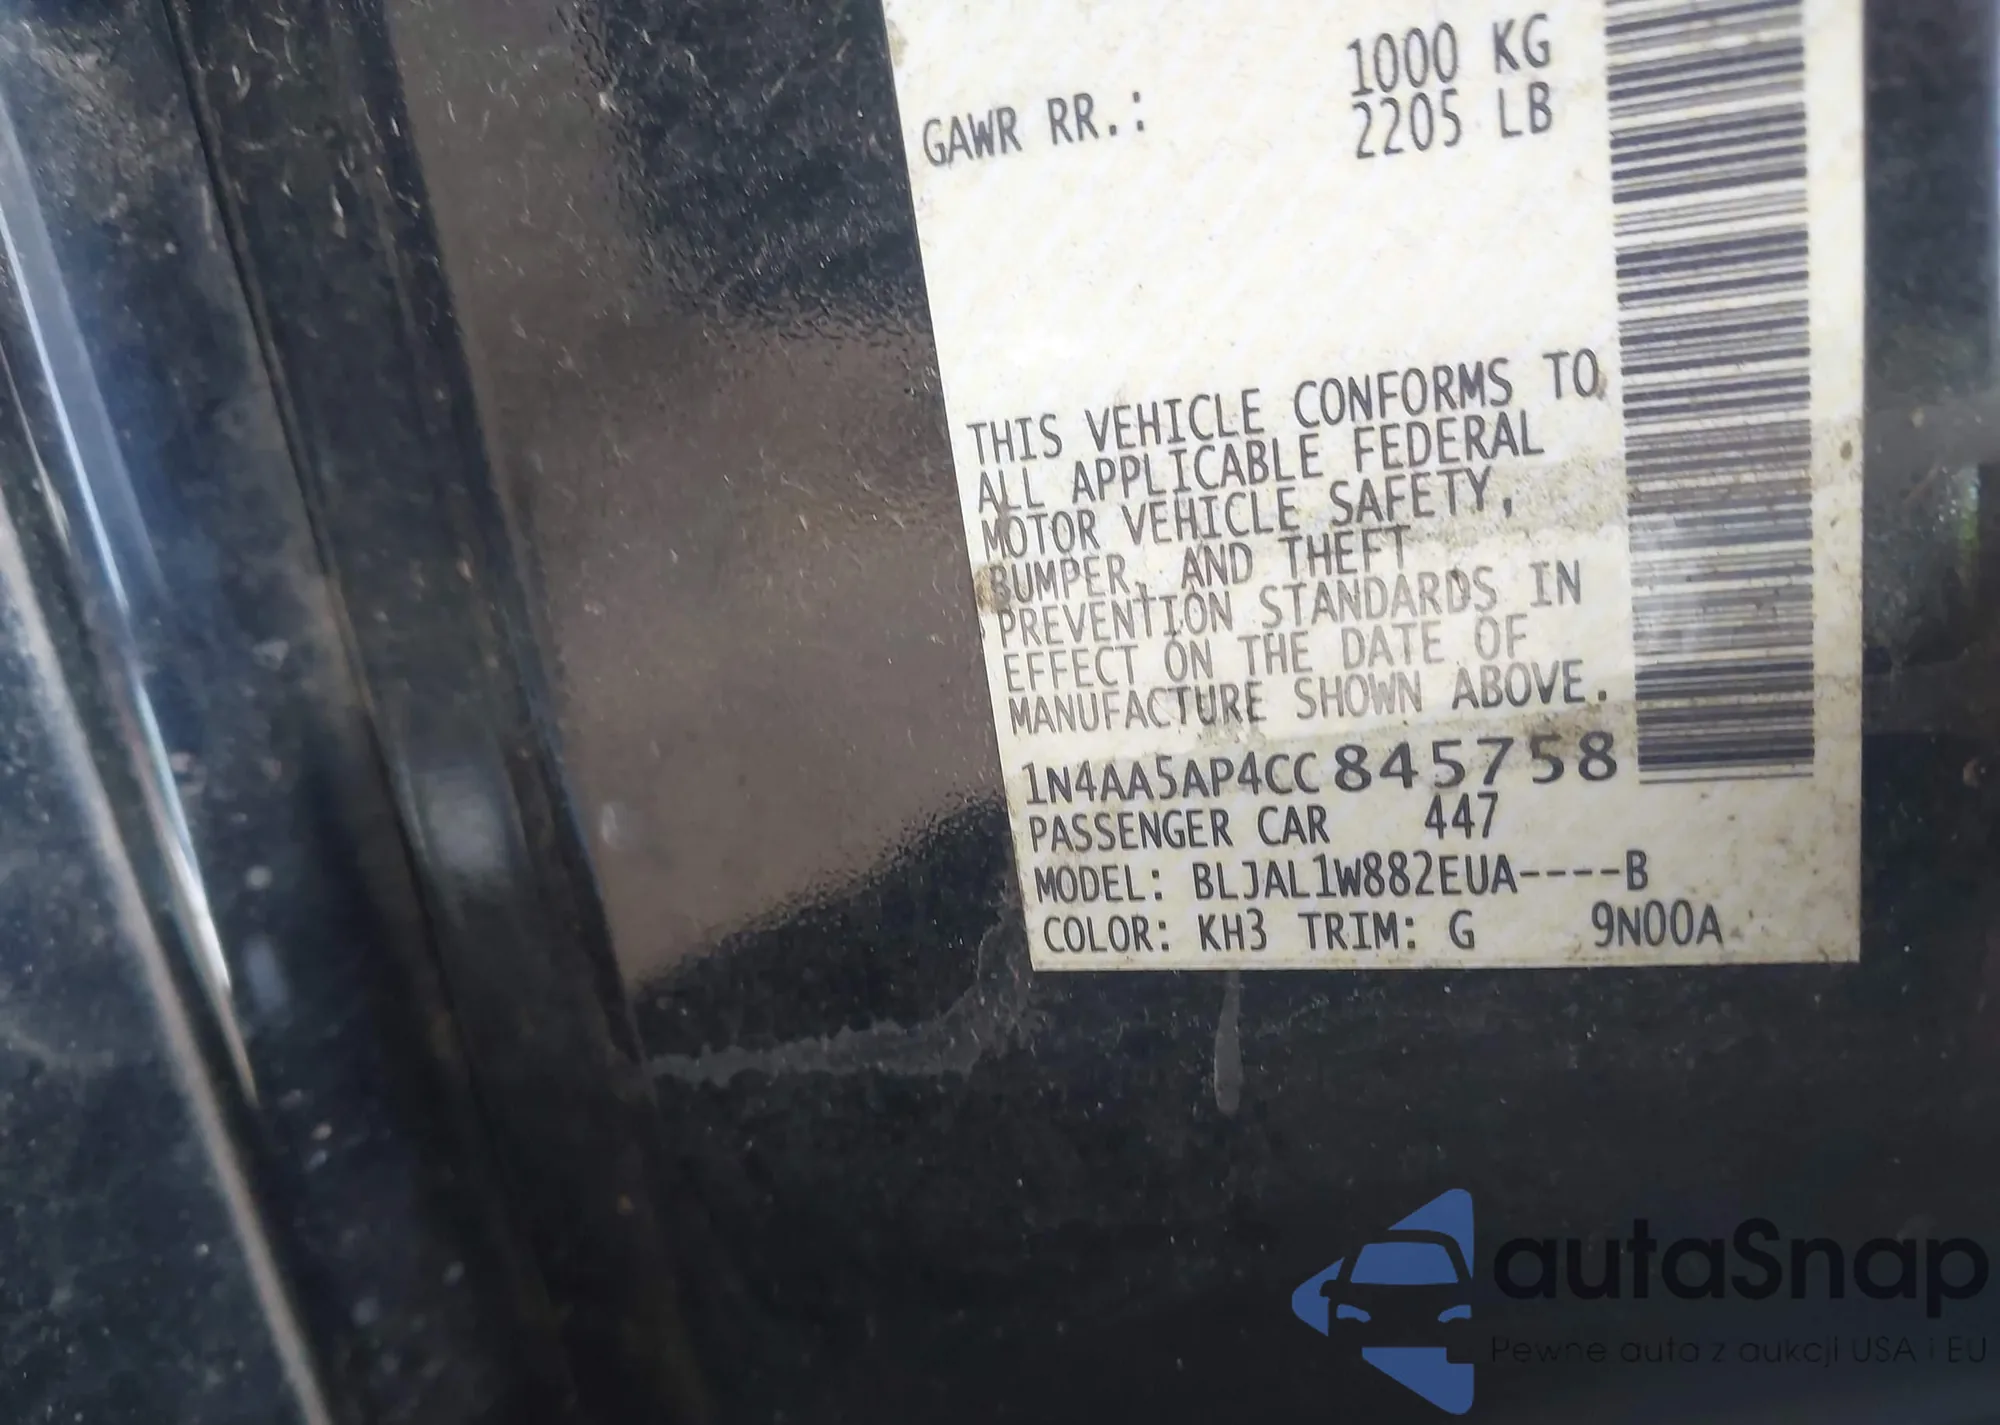 GAWR RR.: 1000 KG
2205 LB
THIS VEHICLE CONFORMS TO
ALL APPLICABLE FEDERAL
MOTOR VEHICLE SAFETY,
BUMPER, AND THEFT
PREVENTION STANDARDS IN
EFFECT ON THE DATE OF
MANUFACTURE SHOWN ABOVE.
1N4AA5AP4CC845758
PASSENGER CAR 447
MODEL: BLJAL1W882EUA----B
COLOR: KH3 TRIM: G 9N00A
autaSnap
Pewne auta z aukcji USA i EU